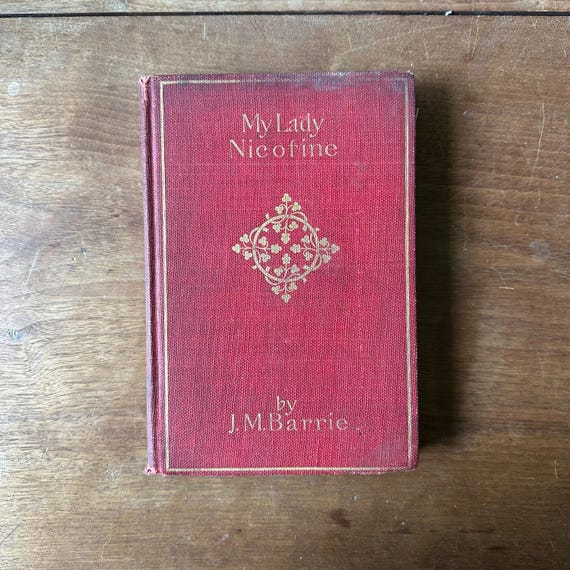 My Lady
Nicotine
by
J. M. Barrie